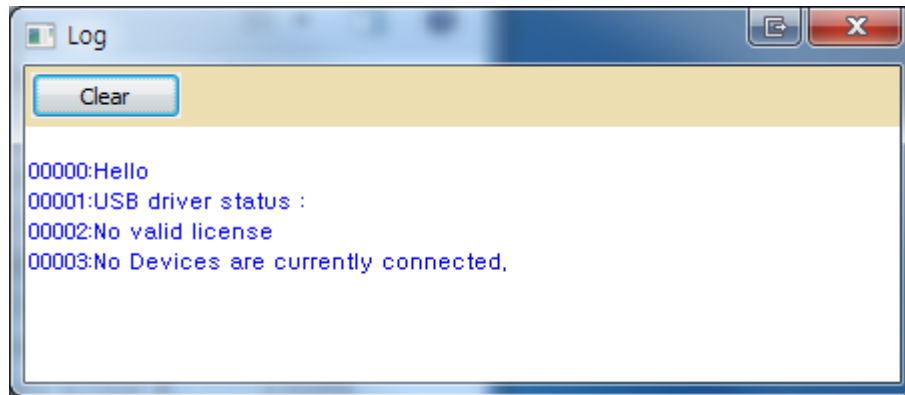 Log
Clear
00000:Hello
00001:USB driver status :
00002:No valid license
00003:No Devices are currently connected,